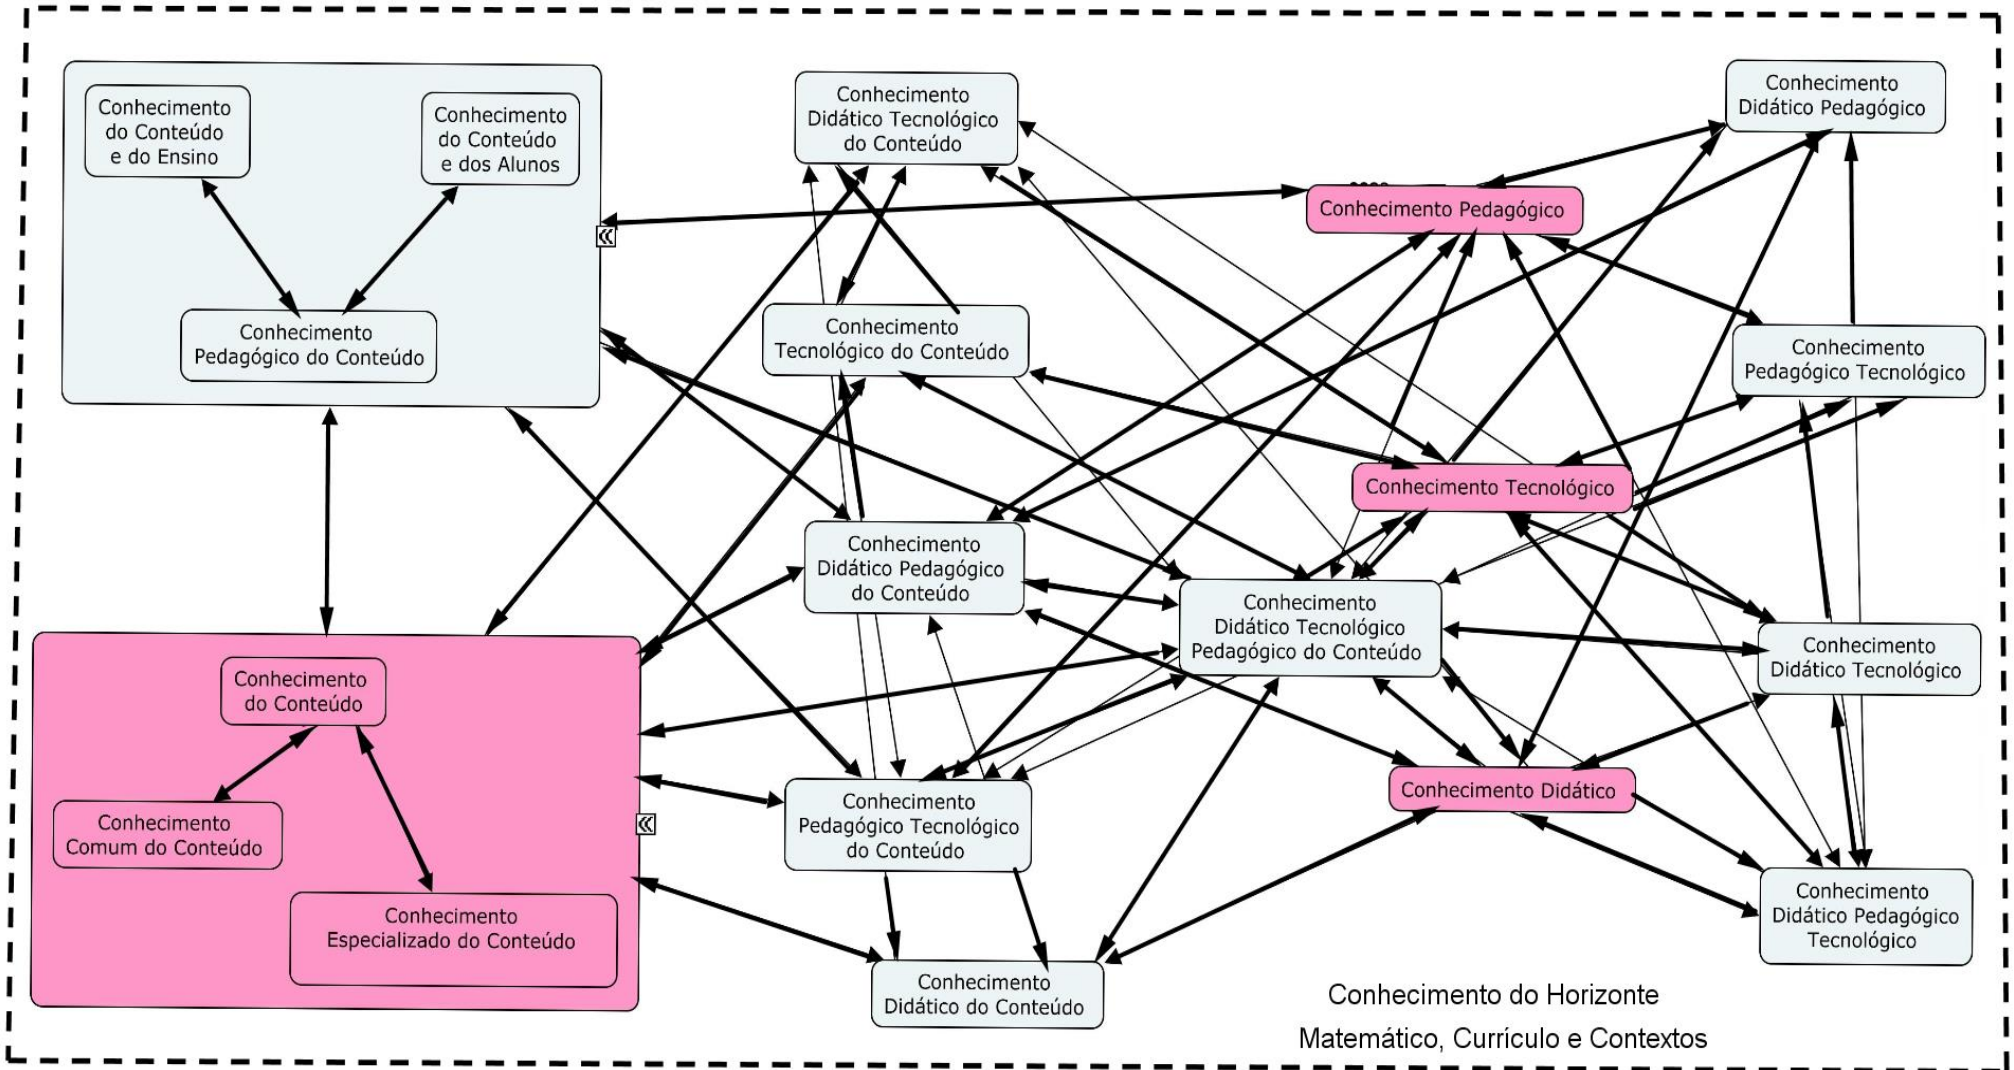 Conhecimento
do Conteúdo
e do Ensino
Conhecimento
do Conteúdo
e dos Alunos
Conhecimento
Pedagógico do Conteúdo
Conhecimento
Didático Tecnológico
do Conteúdo
Conhecimento
Didático Pedagógico
Conhecimento Pedagógico
Conhecimento
Tecnológico do Conteúdo
Conhecimento
Pedagógico Tecnológico
Conhecimento Tecnológico
Conhecimento
Didático Pedagógico
do Conteúdo
Conhecimento
Didático Tecnológico
Pedagógico do Conteúdo
Conhecimento
Didático Tecnológico
Conhecimento
do Conteúdo
Conhecimento
Comum do Conteúdo
Conhecimento
Especializado do Conteúdo
Conhecimento
Pedagógico Tecnológico
do Conteúdo
Conhecimento Didático
Conhecimento
Didático Pedagógico
Tecnológico
Conhecimento
Didático do Conteúdo
Conhecimento do Horizonte
Matemático, Currículo e Contextos